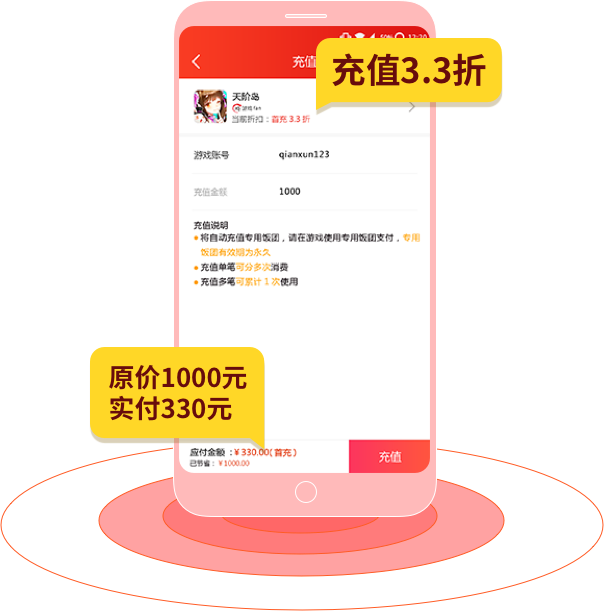 50% 12:20
充值
充值3.3折
天阶岛
游戏fan
当前折扣：首充 3.3 折
游戏账号 qianxun123
充值金额 1000
充值说明
将自动充值专用饭团，请在游戏使用专用饭团支付，专用
饭团有效期为永久
充值单笔可分多次消费
充值多笔可累计 1 次使用
原价1000元
实付330元
应付金额：¥330.00( 首充 )
已节省：¥1000.00
充值